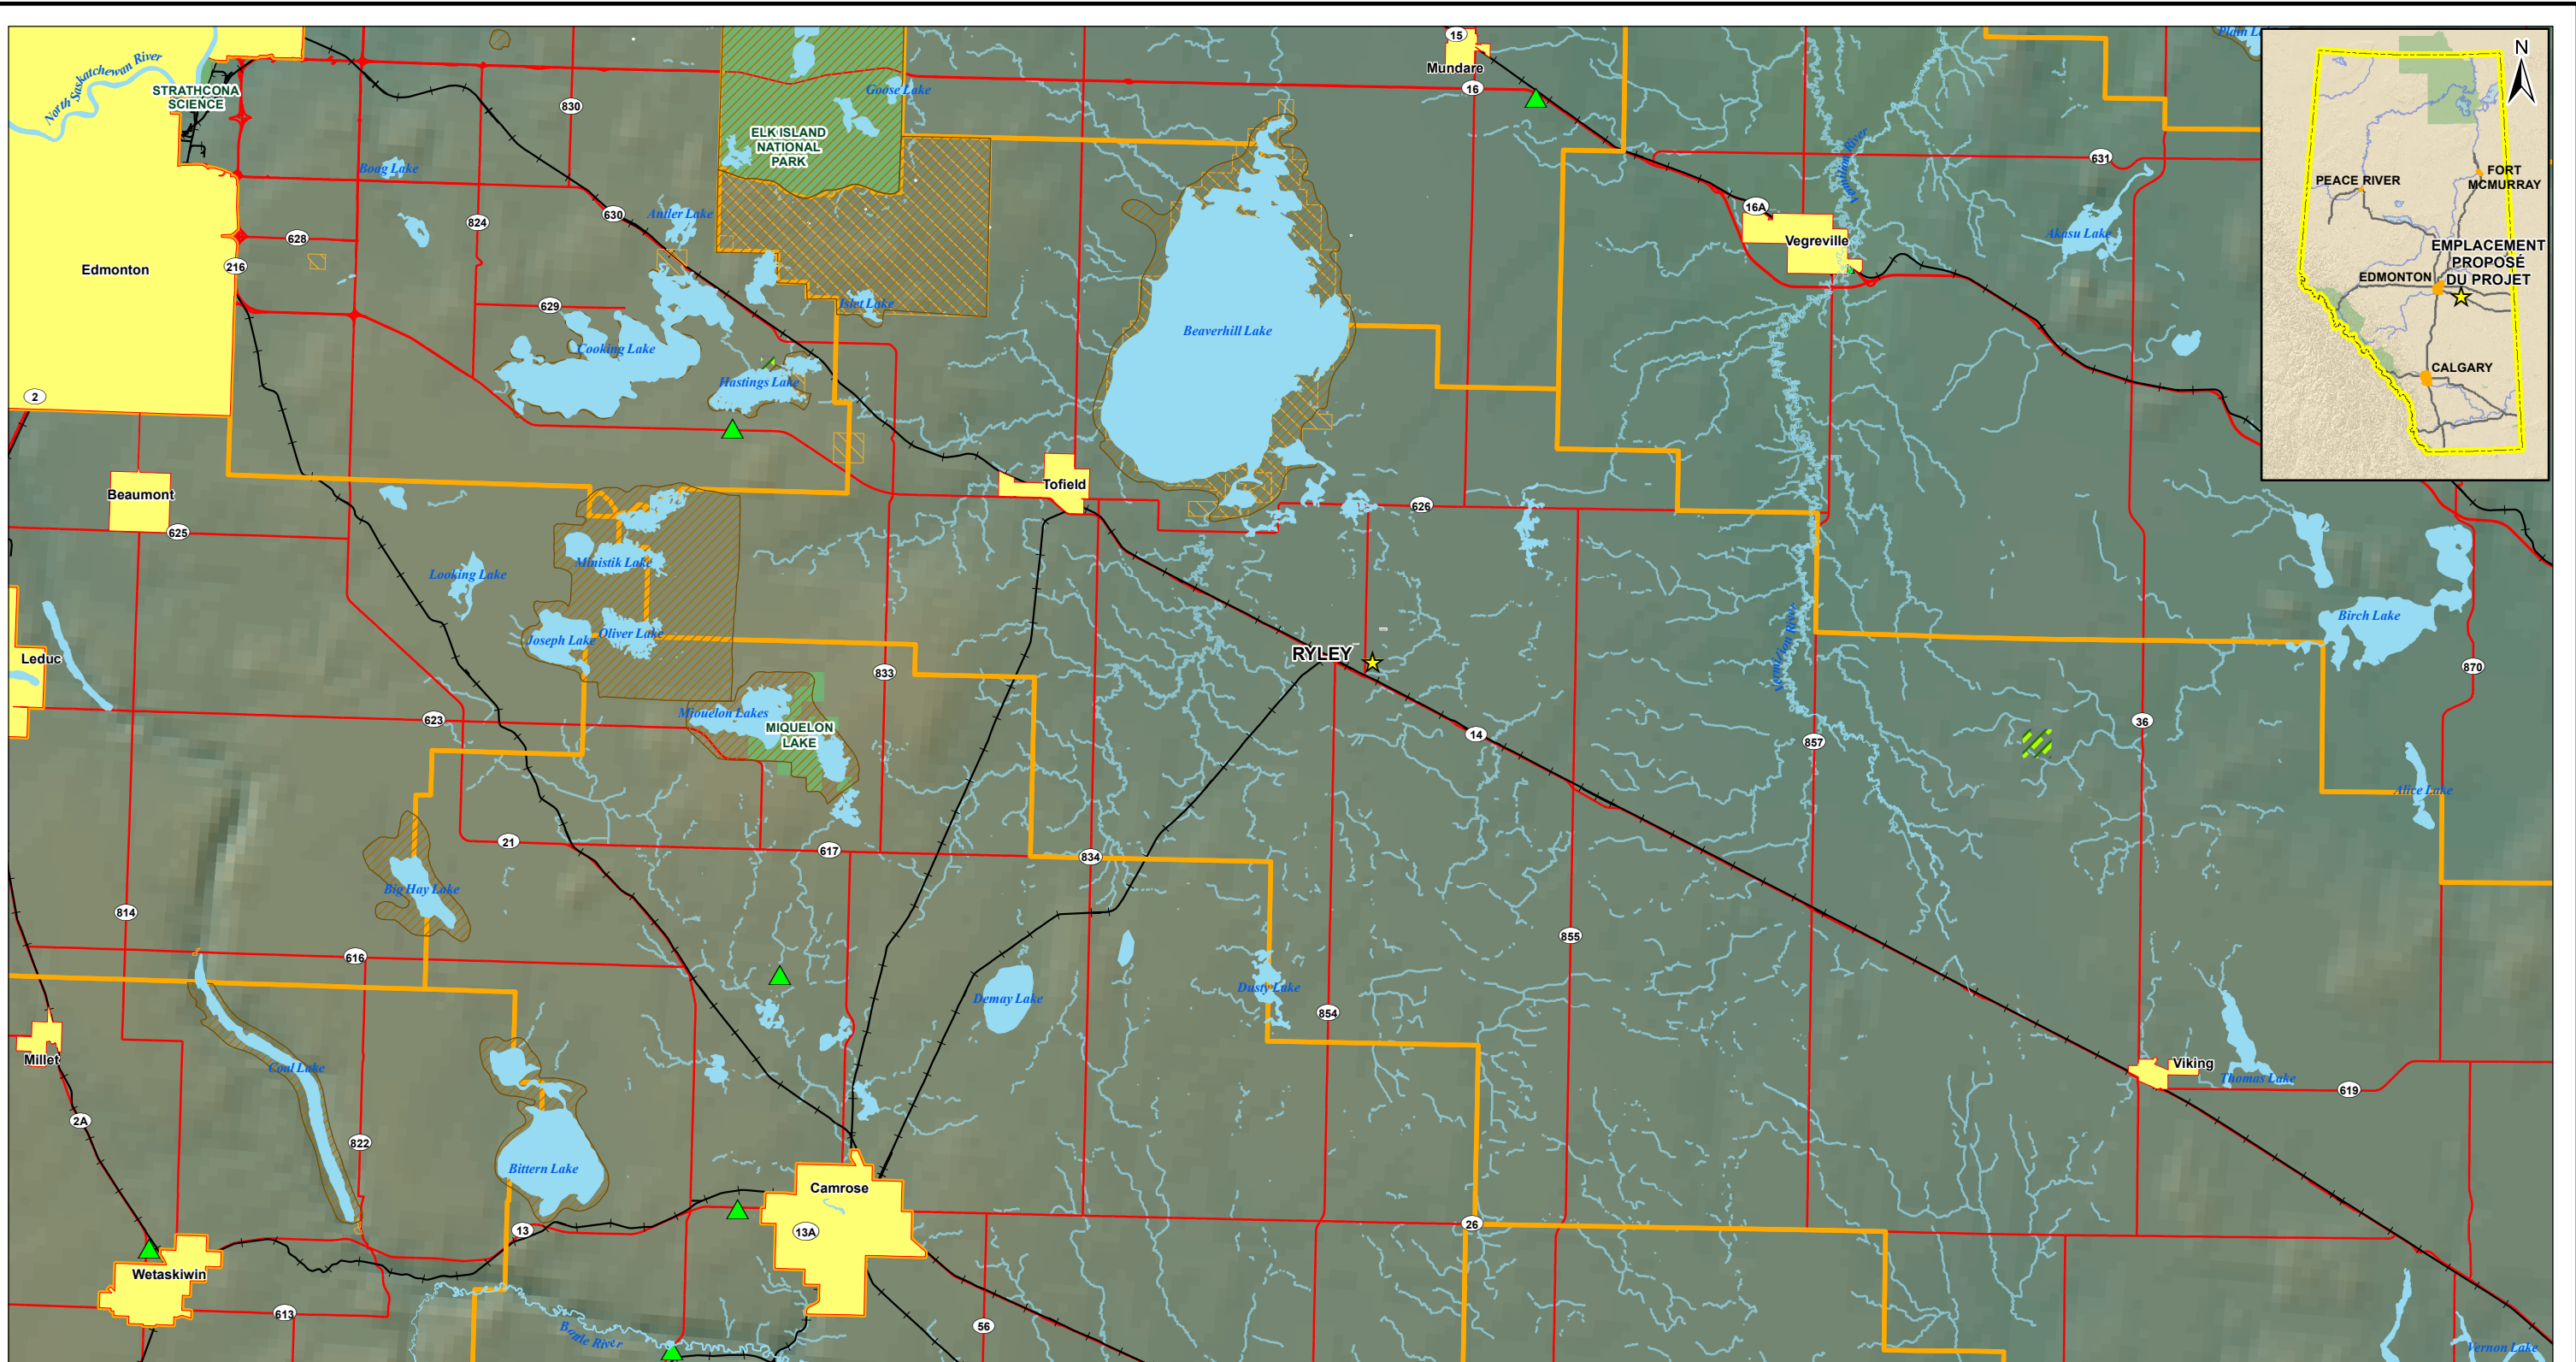 North Saskatchewan River
STRATHCONA
SCIENCE
830
Goose Lake
ELK ISLAND
NATIONAL
PARK
15
Mundare
16
Plain L
N
Boag Lake
824
630
Antler Lake
628
216
Edmonton
629
Islet Lake
Cooking Lake
Hastings Lake
2
Beaverhill Lake
Vermilion River
631
16A
Vegreville
Akasu Lake
PEACE RIVER
FORT
MCMURRAY
EMPLACEMENT
PROPOSÉ
DU PROJET
EDMONTON
CALGARY
Beaumont
625
Tofield
626
Looking Lake
Ministik Lake
Joseph Lake
Oliver Lake
Leduc
623
833
Miquelon Lakes
MIQUELON
LAKE
RYLEY
14
Vermilion River
857
36
Birch Lake
870
Alice Lake
21
617
834
Big Hay Lake
814
616
855
Demay Lake
Dusty Lake
854
Millet
Coal Lake
2A
822
Bittern Lake
Viking
Thomas Lake
619
Camrose
13
13A
26
Wetaskiwin
613
Battle River
56
Vernon Lake